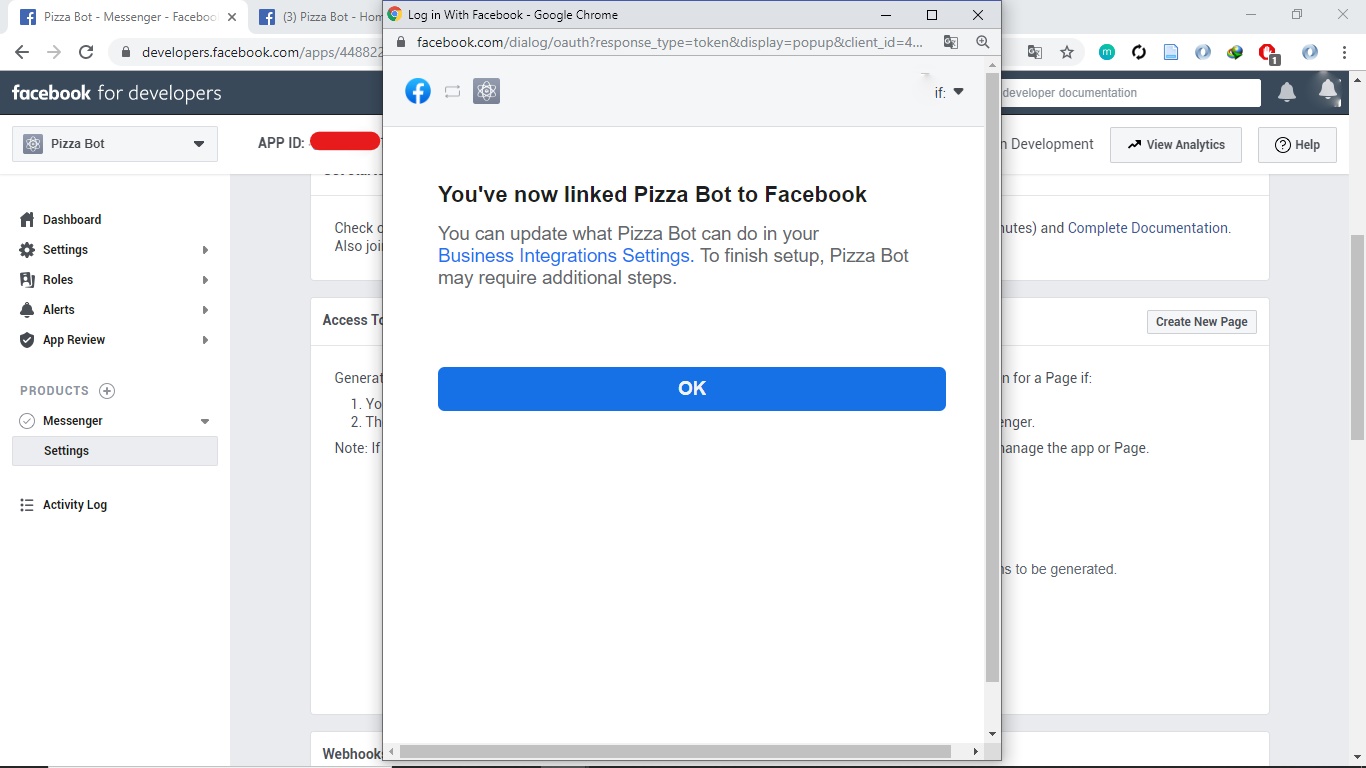 Pizza Bot - Messenger - Faceboo
(3) Pizza Bot - Hom
Log in With Facebook - Google Chrome
developers.facebook.com/apps/44882
facebook.com/dialog/oauth?response_type=token&display=popup&client_id=4...
1
facebook for developers
if:
developer documentation
Pizza Bot
APP ID:
Development
View Analytics
Help
You've now linked Pizza Bot to Facebook
You can update what Pizza Bot can do in your
Business Integrations Settings. To finish setup, Pizza Bot
may require additional steps.
OK
Dashboard
Settings
Roles
Alerts
App Review
PRODUCTS
Messenger
Settings
Activity Log
Check
Also joi
utes) and Complete Documentation.
Access To
Create New Page
Generat
n for a Page if:
1. Yo
2. Th
enger.
Note: If
anage the app or Page.
s to be generated.
Webhook